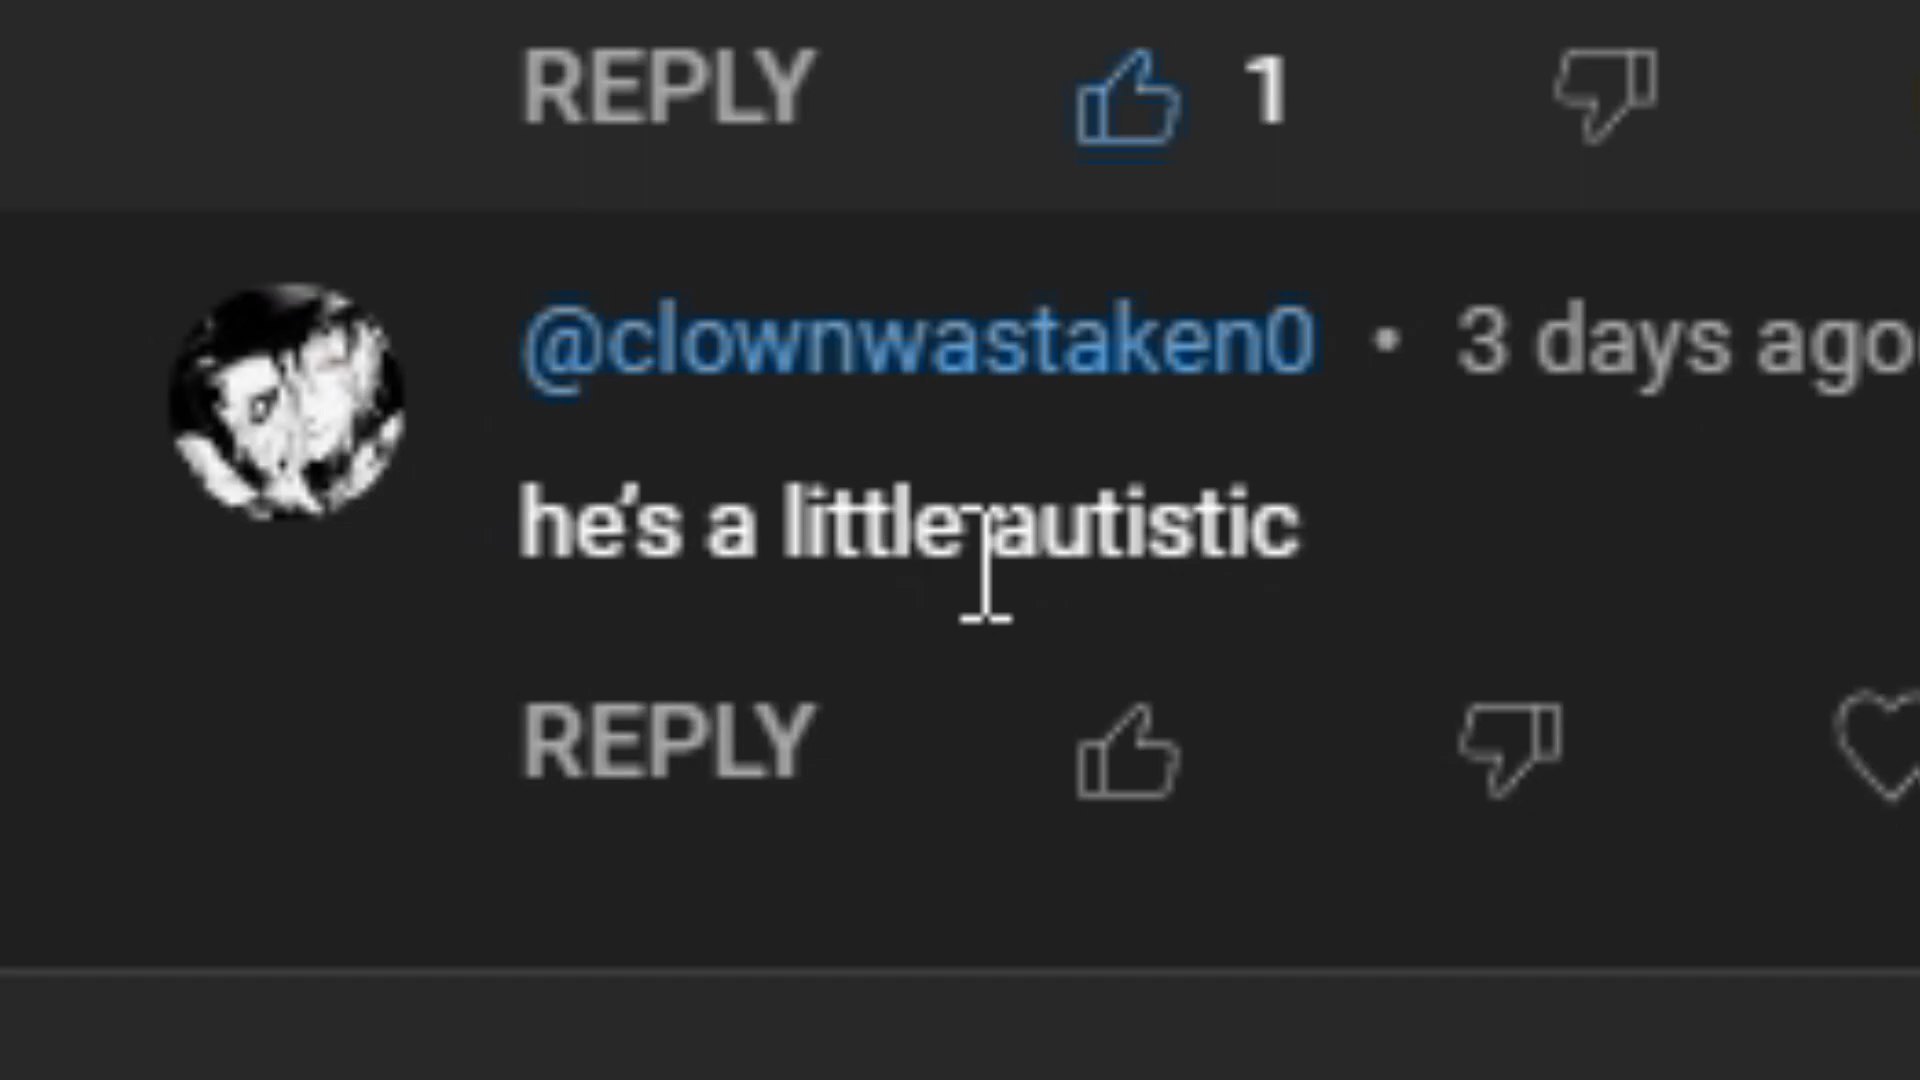 REPLY 1
@clownwastaken0 • 3 days ago
he's a little autistic
REPLY